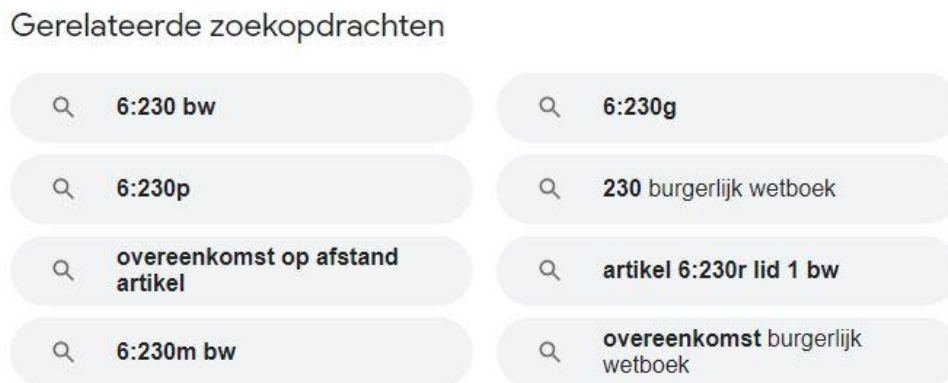 Gerelateerde zoekopdrachten
6:230 bw
6:230g
6:230p
230 burgerlijk wetboek
overeenkomst op afstand
artikel
artikel 6:230r lid 1 bw
6:230m bw
overeenkomst burgerlijk
wetboek